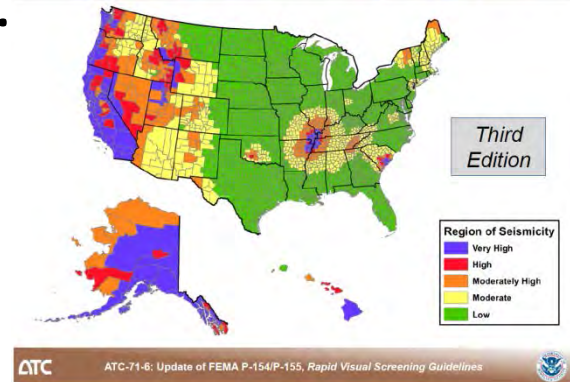 Third
Edition
Region of Seismicity
Very High
High
Moderately High
Moderate
Low
ATC
ATC-71-6: Update of FEMA P-154/P-155, Rapid Visual Screening Guidelines